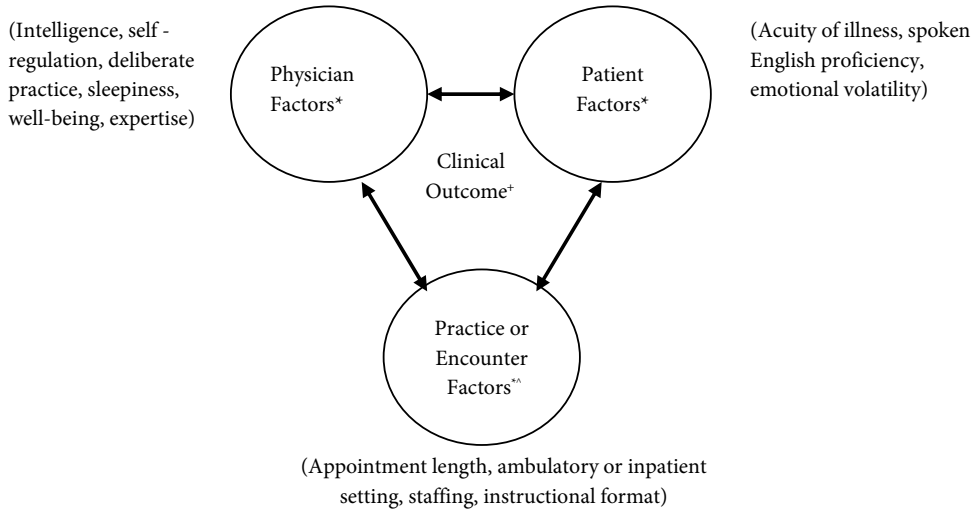 (Intelligence, self -
regulation, deliberate
practice, sleepiness,
well-being, expertise)
Physician
Factors*
Patient
Factors*
(Acuity of illness, spoken
English proficiency,
emotional volatility)
Clinical
Outcome⁺
Practice or
Encounter
Factors*^
(Appointment length, ambulatory or inpatient
setting, staffing, instructional format)